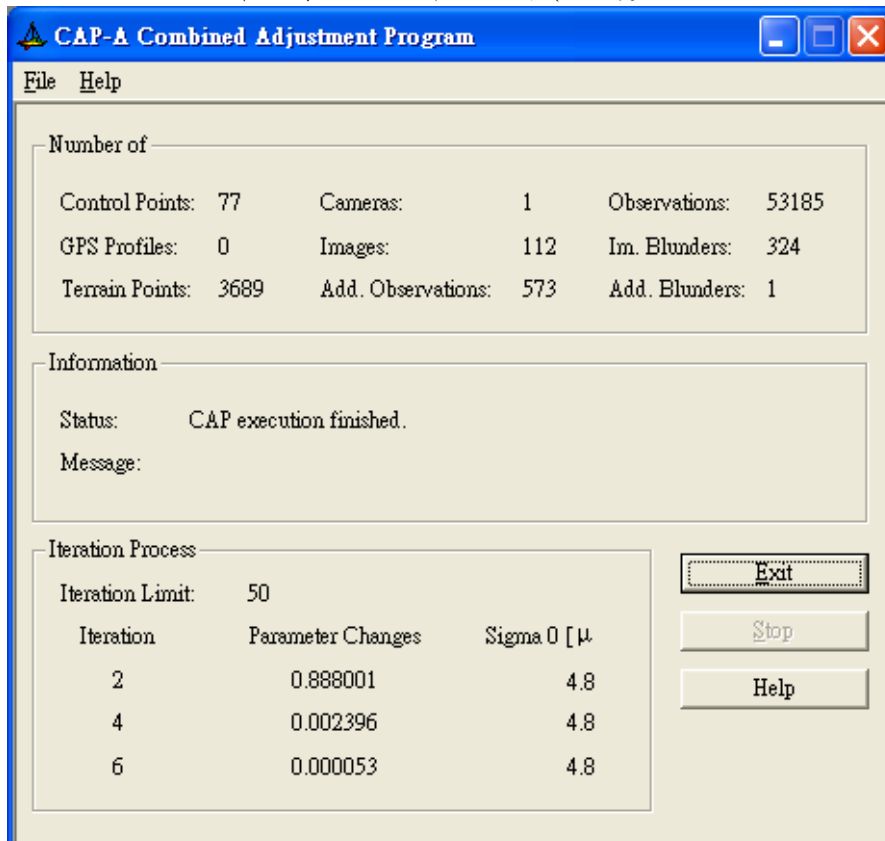 CAP-A Combined Adjustment Program
File Help
Number of
Control Points: 77 Cameras: 1 Observations: 53185
GPS Profiles: 0 Images: 112 Im. Blunders: 324
Terrain Points: 3689 Add. Observations: 573 Add. Blunders: 1
Information
Status: CAP execution finished.
Message:
Iteration Process
Iteration Limit: 50
Iteration Parameter Changes Sigma 0 [μ
2 0.888001 4.8
4 0.002396 4.8
6 0.000053 4.8
Exit
Stop
Help